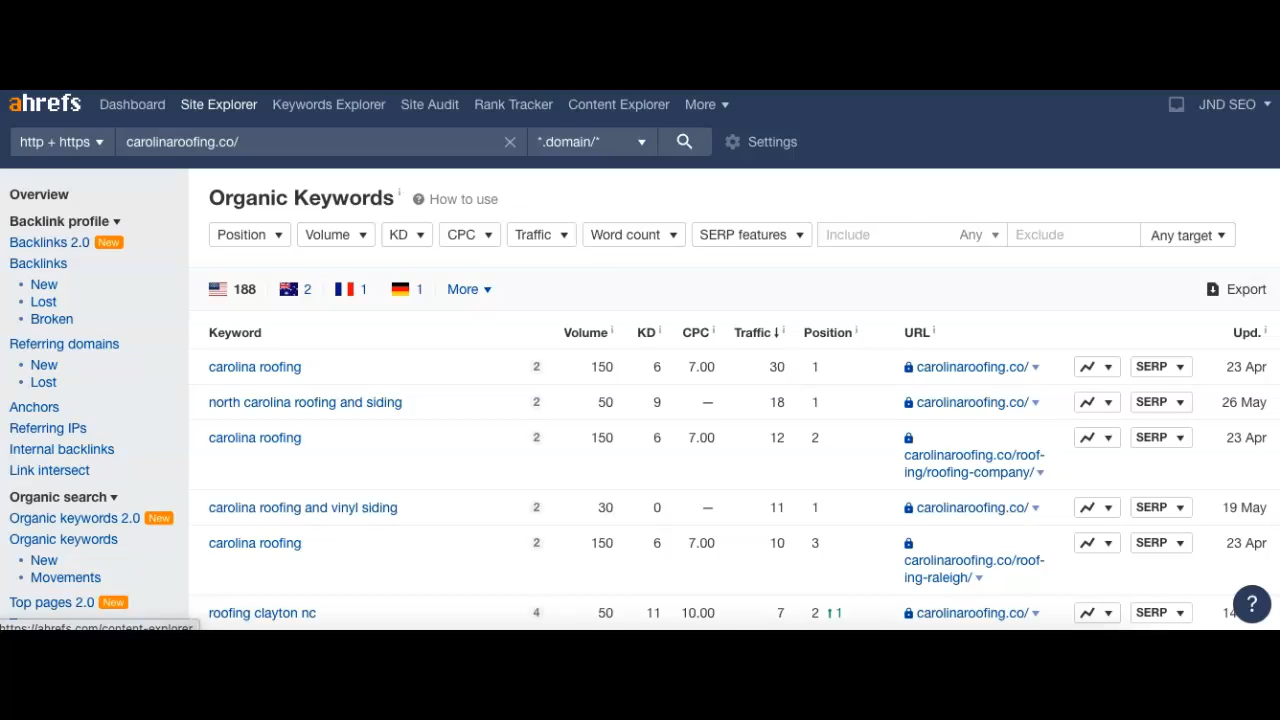 ahrefs Dashboard Site Explorer Keywords Explorer Site Audit Rank Tracker Content Explorer More JND SEO
http + https carolinaroofing.co/ *.domain/* Settings
Overview
Backlink profile
Backlinks 2.0 New
Backlinks
• New
• Lost
• Broken
Referring domains
• New
• Lost
Anchors
Referring IPs
Internal backlinks
Link intersect
Organic search
Organic keywords 2.0 New
Organic keywords
• New
• Movements
Top pages 2.0 New
https://ahrefs.com/content-explorer
Organic Keywords i ? How to use
Position Volume KD CPC Traffic Word count SERP features Include Any Exclude Any target
188 2 1 1 More Export
Keyword Volume i KD i CPC i Traffic ↓ i Position i URL i Upd. i
carolina roofing 2 150 6 7.00 30 1 carolinaroofing.co/ SERP 23 Apr
north carolina roofing and siding 2 50 9 — 18 1 carolinaroofing.co/ SERP 26 May
carolina roofing 2 150 6 7.00 12 2 SERP 23 Apr
carolinaroofing.co/roof-
ing/roofing-company/
carolina roofing and vinyl siding 2 30 0 — 11 1 carolinaroofing.co/ SERP 19 May
carolina roofing 2 150 6 7.00 10 3 SERP 23 Apr
carolinaroofing.co/roof-
ing-raleigh/
roofing clayton nc 4 50 11 10.00 7 2 ↑1 carolinaroofing.co/ SERP
?